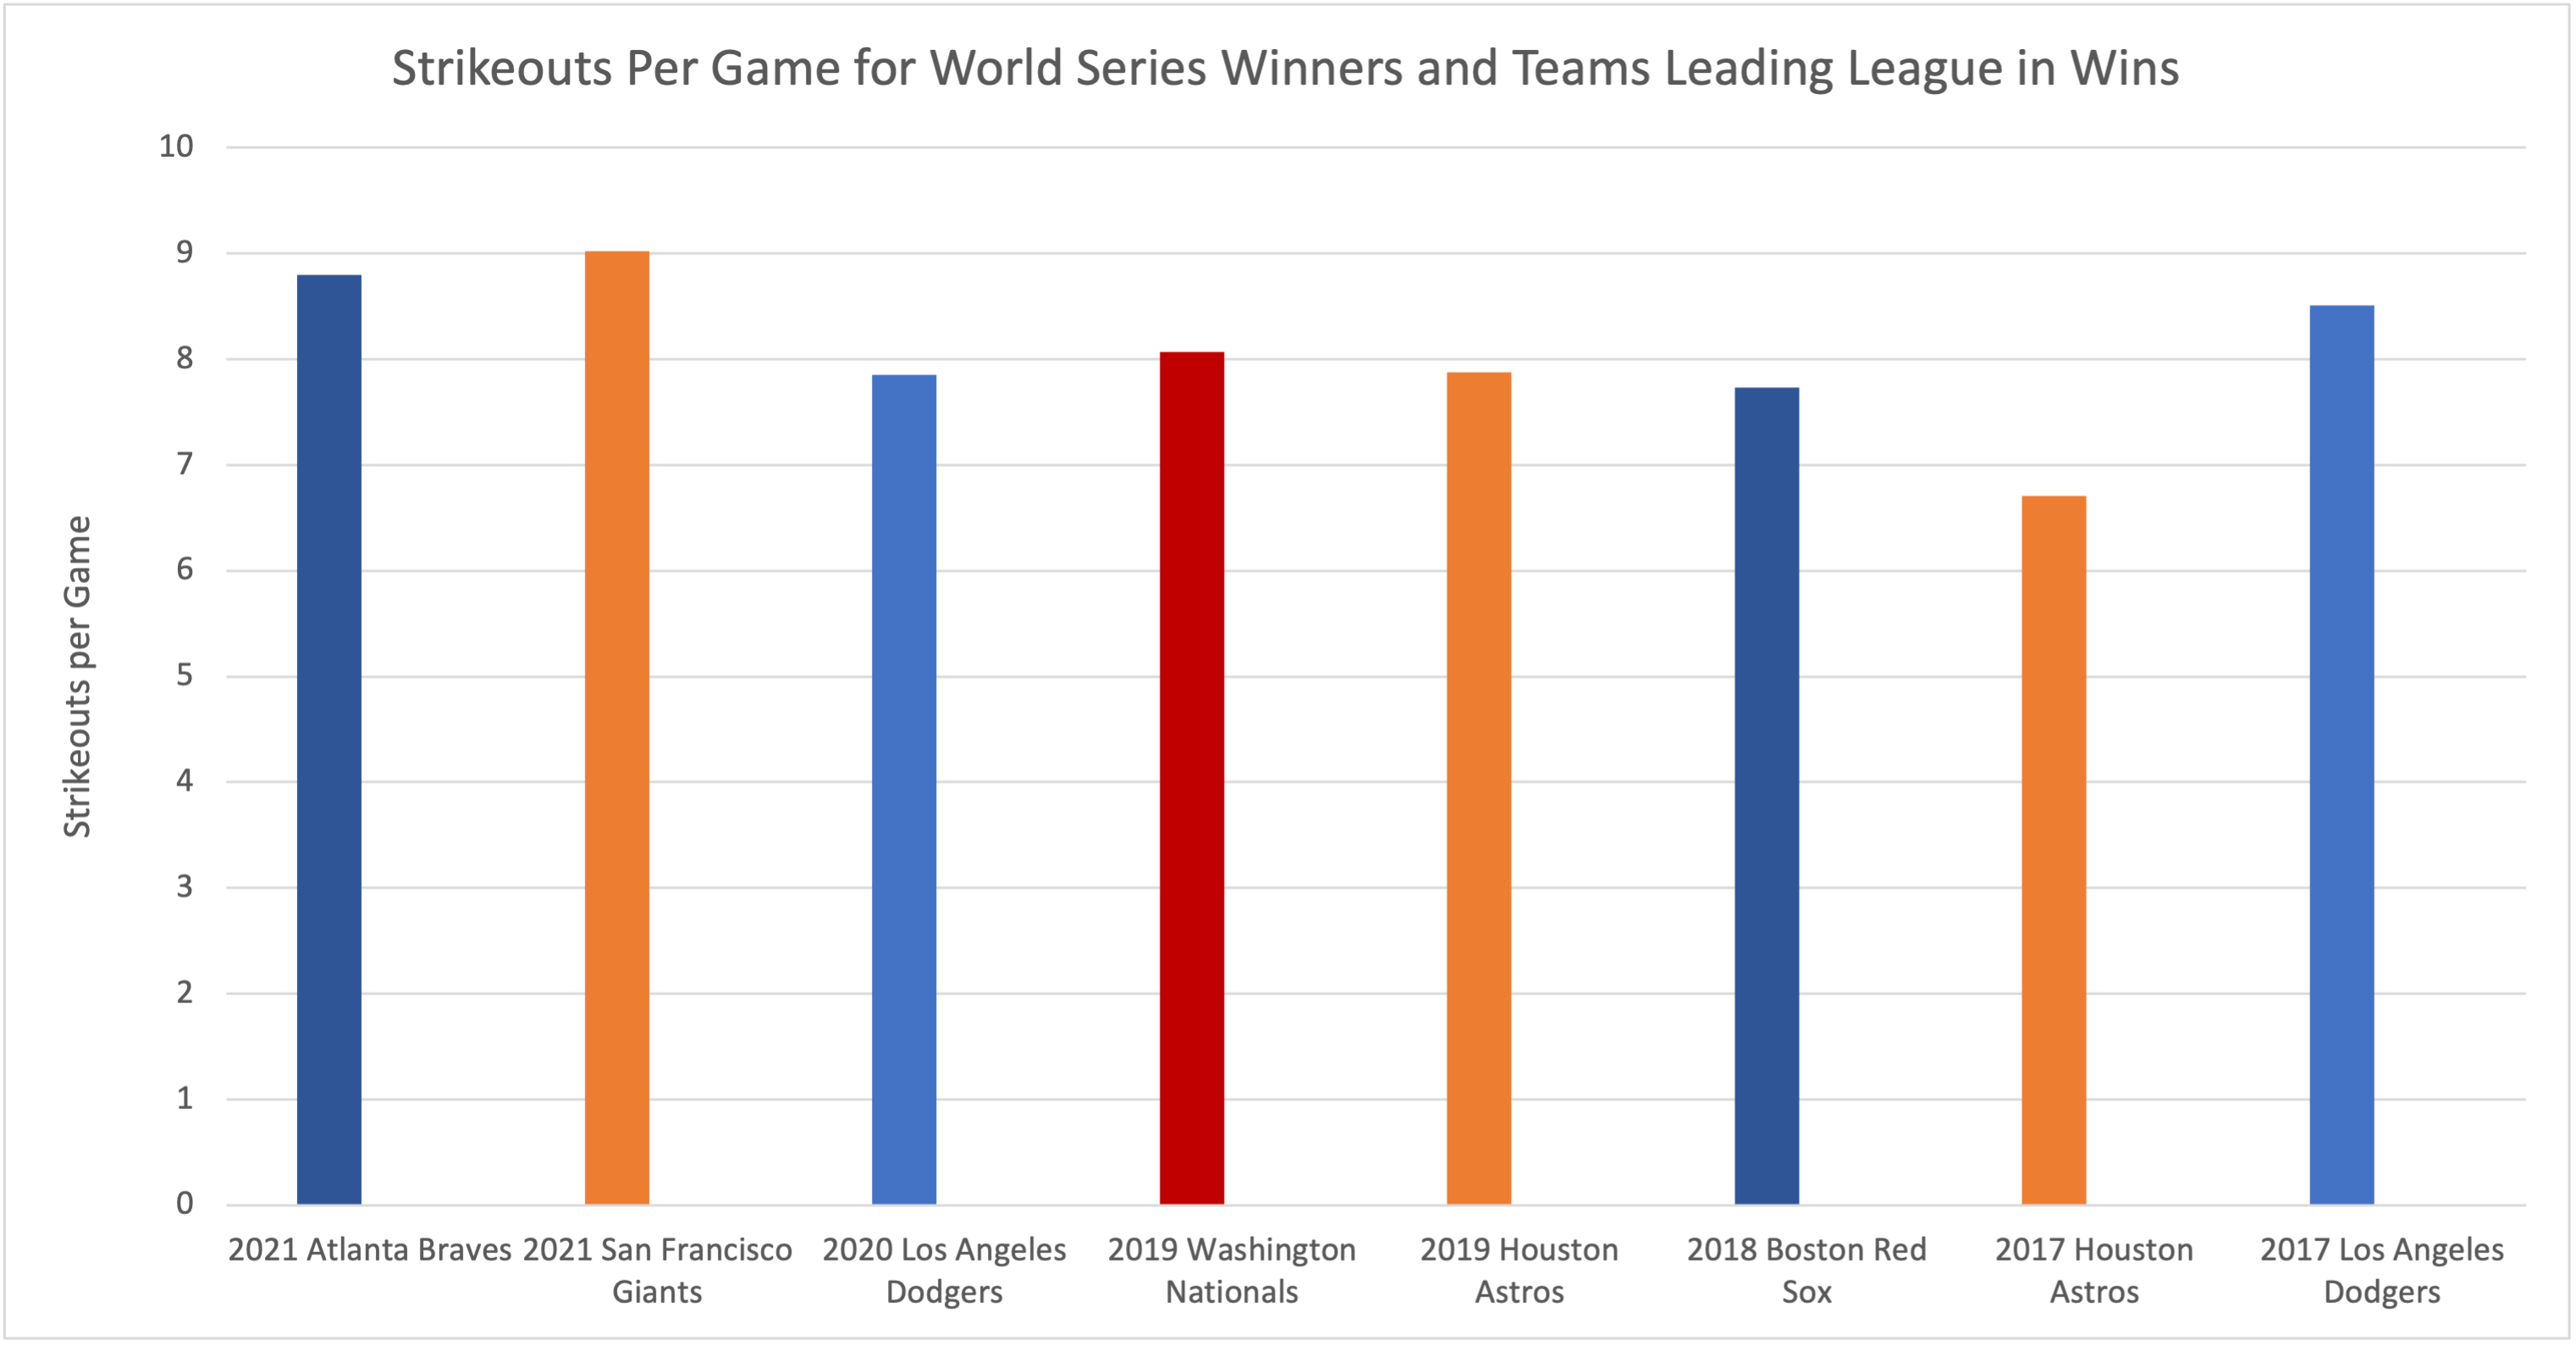 Strikeouts Per Game for World Series Winners and Teams Leading League in Wins
10
9
8
7
6
5
4
3
2
1
0
Strikeouts per Game
2021 Atlanta Braves
2021 San Francisco
Giants
2020 Los Angeles
Dodgers
2019 Washington
Nationals
2019 Houston
Astros
2018 Boston Red
Sox
2017 Houston
Astros
2017 Los Angeles
Dodgers